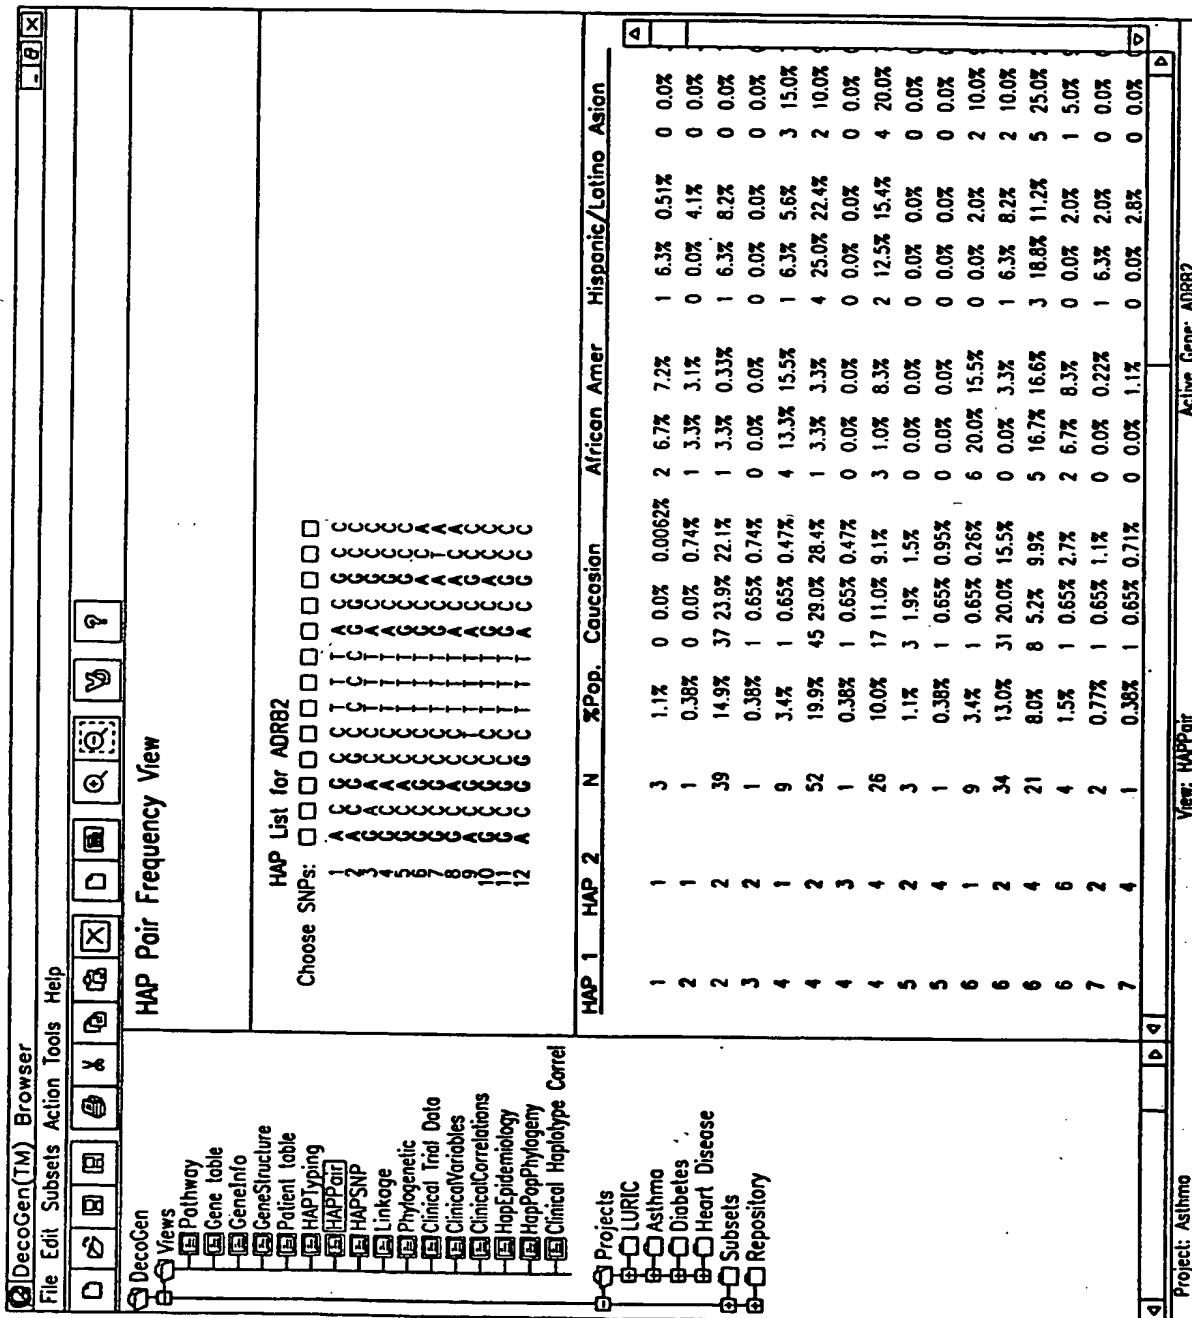 DecoGen(TM) Browser
File Edit Subsets Action Tools Help
?
DecoGen
Views
Pathway
Gene table
GeneInfo
GeneStructure
Patient table
HAPTyping
HAPPair
HAPSNP
Linkage
Phylogenetic
Clinical Trial Data
ClinicalVariables
ClinicalCorrelations
HapEpidemiology
HapPopPhylogeny
Clinical Haplotype Correl
Projects
LURIC
Asthma
Diabetes
Heart Disease
Subsets
Repository
HAP Pair Frequency View
HAP List for ADRB2
Choose SNPs:
1
2
3
4
5
6
7
8
9
10
11
12
HAP 1 HAP 2 N %Pop. Caucasian African Amer Hispanic/Latino Asian
1 1 3 1.1% 0 0.0% 0.0062% 2 6.7% 7.2% 1 6.3% 0.51% 0 0.0%
2 1 1 0.38% 0 0.0% 0.74% 1 3.3% 3.1% 0 0.0% 4.1% 0 0.0%
2 2 39 14.9% 37 23.9% 22.1% 1 3.3% 0.33% 1 6.3% 8.2% 0 0.0%
3 2 1 0.38% 1 0.65% 0.74% 0 0.0% 0.0% 0 0.0% 0.0% 0 0.0%
4 1 9 3.4% 1 0.65% 0.47% 4 13.3% 15.5% 1 6.3% 5.6% 3 15.0%
4 2 52 19.9% 45 29.0% 28.4% 1 3.3% 3.3% 4 25.0% 22.4% 2 10.0%
4 3 1 0.38% 1 0.65% 0.47% 0 0.0% 0.0% 0 0.0% 0.0% 0 0.0%
4 4 26 10.0% 17 11.0% 9.1% 3 1.0% 8.3% 2 12.5% 15.4% 4 20.0%
5 2 3 1.1% 3 1.9% 1.5% 0 0.0% 0.0% 0 0.0% 0.0% 0 0.0%
5 4 1 0.38% 1 0.65% 0.95% 0 0.0% 0.0% 0 0.0% 0.0% 0 0.0%
6 1 9 3.4% 1 0.65% 0.26% 6 20.0% 15.5% 0 0.0% 2.0% 2 10.0%
6 2 34 13.0% 31 20.0% 15.5% 0 0.0% 3.3% 1 6.3% 8.2% 2 10.0%
6 4 21 8.0% 8 5.2% 9.9% 5 16.7% 16.6% 3 18.8% 11.2% 5 25.0%
6 6 4 1.5% 1 0.65% 2.7% 2 6.7% 8.3% 0 0.0% 2.0% 1 5.0%
7 2 2 0.77% 1 0.65% 1.1% 0 0.0% 0.22% 1 6.3% 2.0% 0 0.0%
7 4 1 0.38% 1 0.65% 0.71% 0 0.0% 1.1% 0 0.0% 2.8% 0 0.0%
Project: Asthma View: HAPPair Active Gene: ADRB2